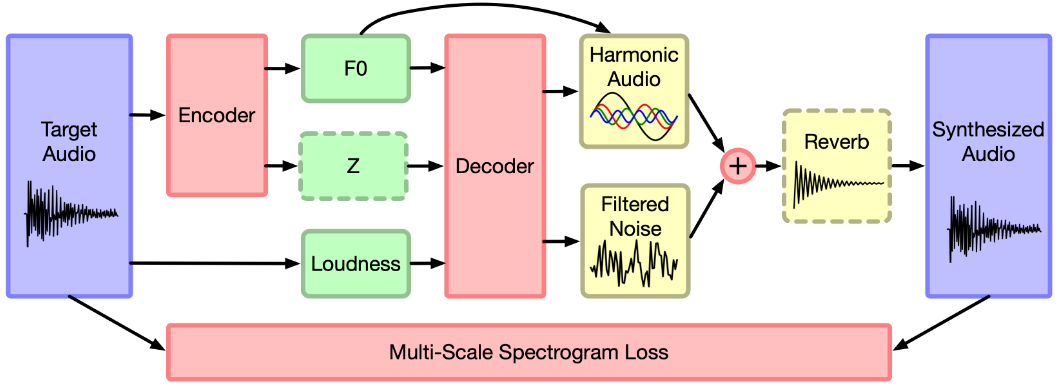 Target
Audio
Encoder
F0
Z
Loudness
Decoder
Harmonic
Audio
Filtered
Noise
+
Reverb
Synthesized
Audio
Multi-Scale Spectrogram Loss